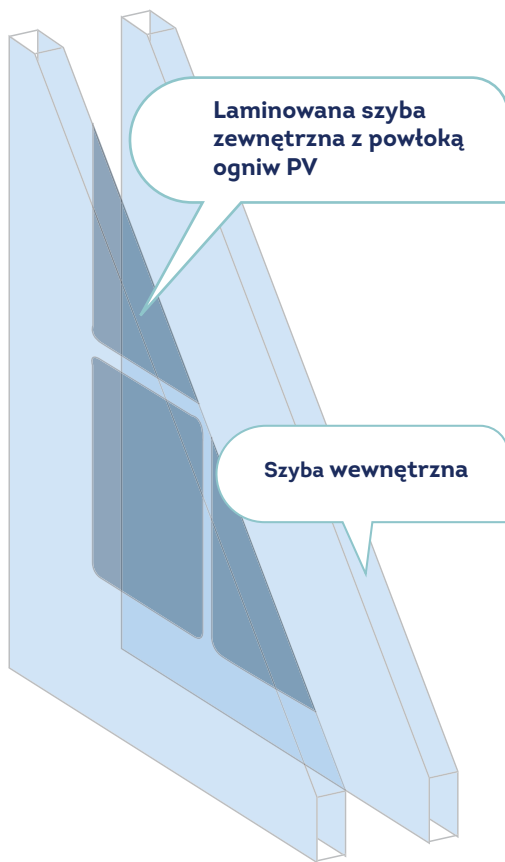 Laminowana szyba
zewnętrzna z powłoką
ogniw PV
Szyba wewnętrzna